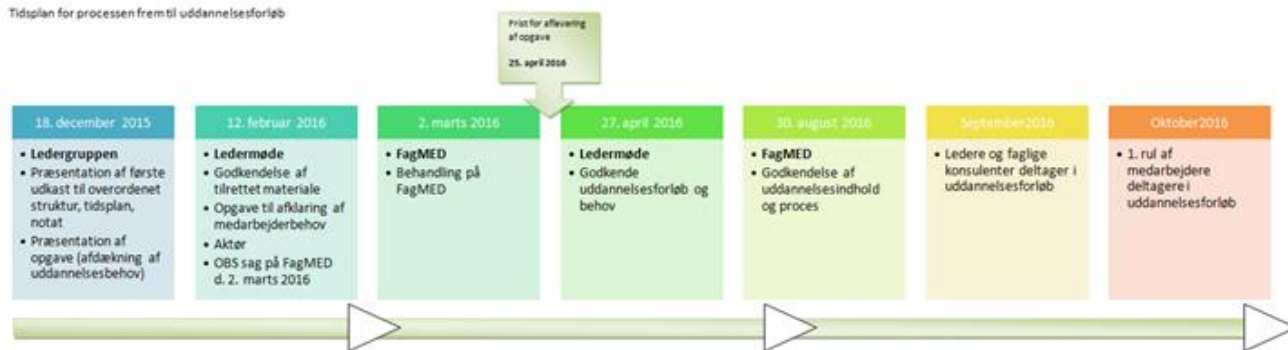 Tidsplan for processen frem til uddannelsesforløb
Frist for aflevering
af opgave
25. april 2016
18. december 2015
• Ledergruppen
• Præsentation af første
udkast til overordenet
struktur, tidsplan,
notat
• Præsentation af
opgave (afdækning af
uddannelsesbehov)
12. februar 2016
• Ledermøde
• Godkendelse af
tilrettet materiale
• Opgave til afklaring af
medarbejderbehov
• Aktør
• OBS sag på FagMED
d. 2. marts 2016
2. marts 2016
• FagMED
• Behandling på
FagMED
27. april 2016
• Ledermøde
• Godkende
uddannelsesforløb og
behov
30. august 2016
• FagMED
• Godkendelse af
uddannelsesindhold
og proces
September2016
• Ledere og faglige
konsulenter deltager i
uddannelsesforløb
Oktober2016
• 1. rul af
medarbejdere
deltagere i
uddannelsesforløb